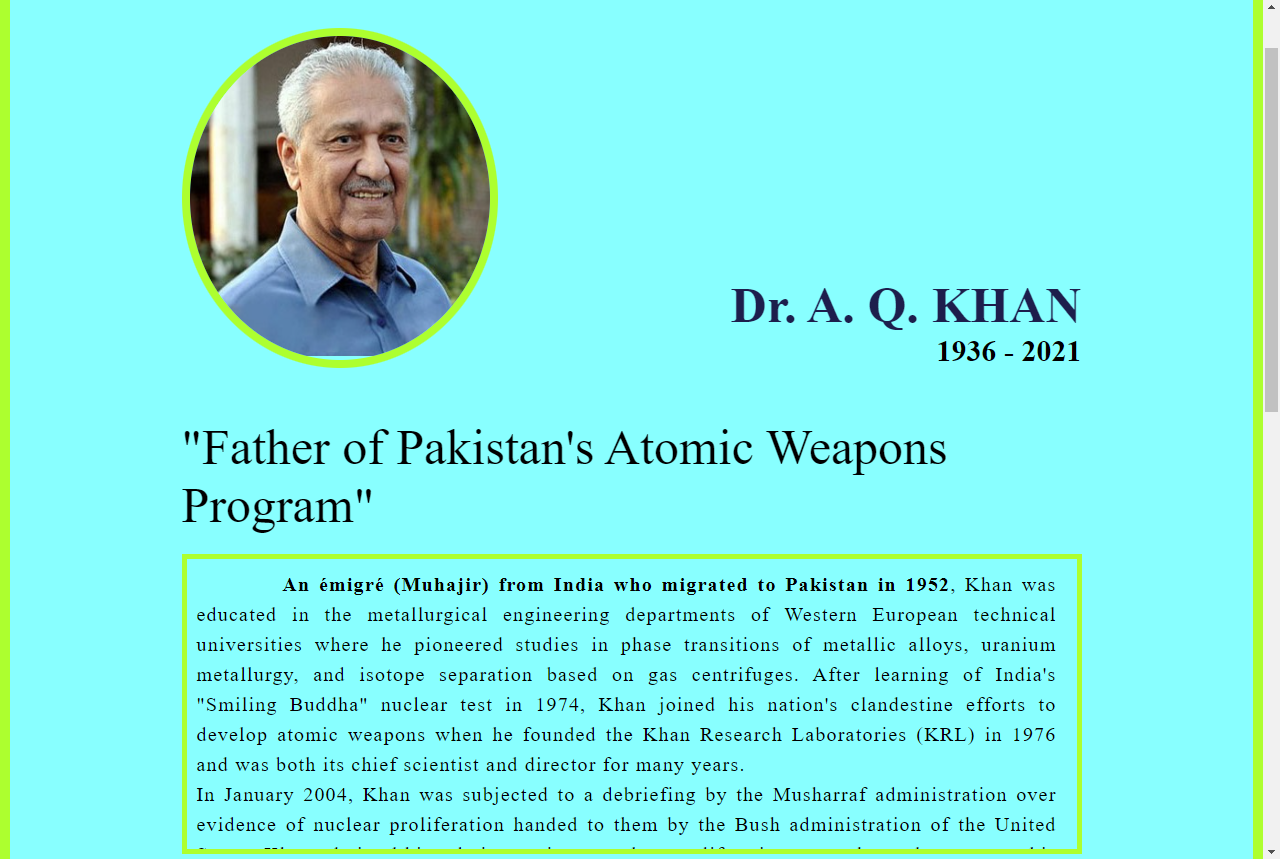 Dr. A. Q. KHAN
1936 - 2021
"Father of Pakistan's Atomic Weapons
Program"
An émigré (Muhajir) from India who migrated to Pakistan in 1952, Khan was
educated in the metallurgical engineering departments of Western European technical
universities where he pioneered studies in phase transitions of metallic alloys, uranium
metallurgy, and isotope separation based on gas centrifuges. After learning of India's
"Smiling Buddha" nuclear test in 1974, Khan joined his nation's clandestine efforts to
develop atomic weapons when he founded the Khan Research Laboratories (KRL) in 1976
and was both its chief scientist and director for many years.
In January 2004, Khan was subjected to a debriefing by the Musharraf administration over
evidence of nuclear proliferation handed to them by the Bush administration of the United